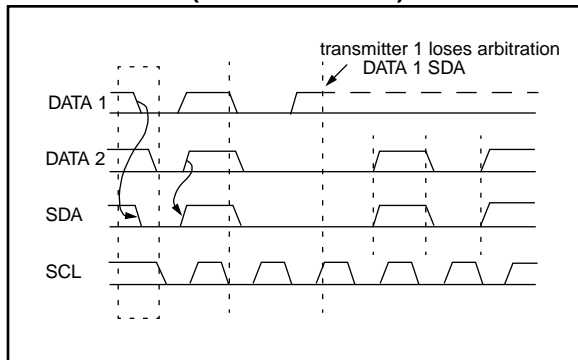 transmitter 1 loses arbitration
DATA 1 SDA
DATA 1
DATA 2
SDA
SCL